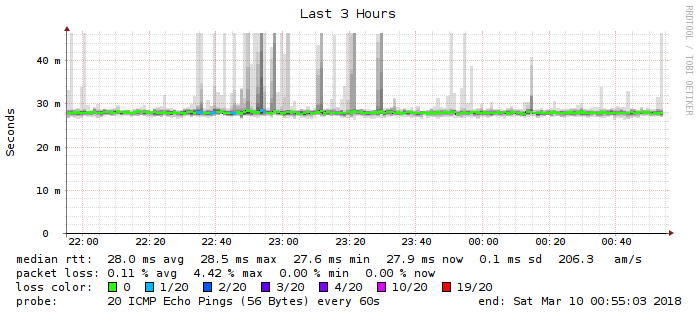 Last 3 Hours
RRDTOOL / TOBI OETIKER
Seconds
40 m
30 m
20 m
10 m
0
22:00 22:20 22:40 23:00 23:20 23:40 00:00 00:20 00:40
median rtt: 28.0 ms avg 28.5 ms max 27.6 ms min 27.9 ms now 0.1 ms sd 206.3 am/s
packet loss: 0.11 % avg 4.42 % max 0.00 % min 0.00 % now
loss color: 0 1/20 2/20 3/20 4/20 10/20 19/20
probe: 20 ICMP Echo Pings (56 Bytes) every 60s end: Sat Mar 10 00:55:03 2018